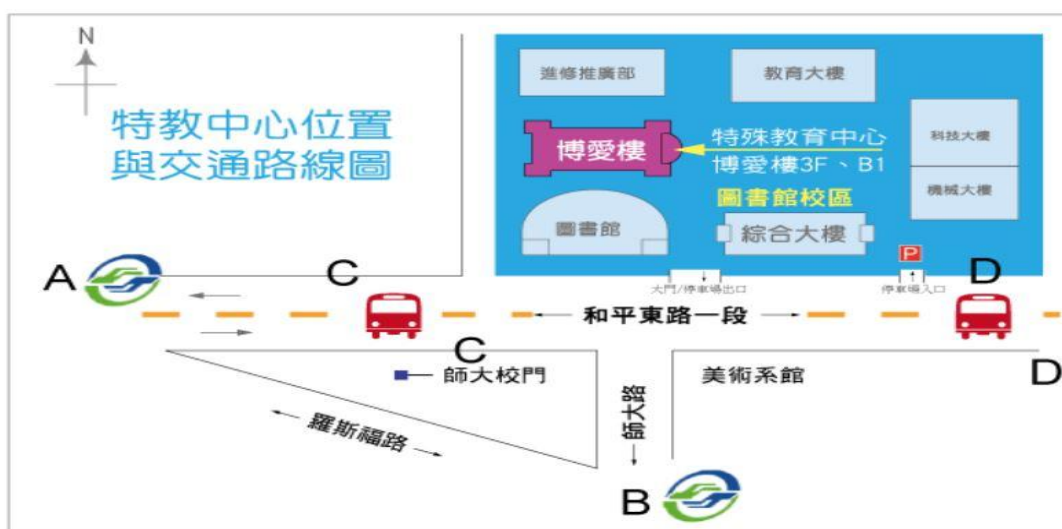 N
特教中心位置
與交通路線圖
進修推廣部
教育大樓
博愛樓
特殊教育中心
博愛樓3F、B1
科技大樓
機械大樓
圖書館校區
圖書館
綜合大樓
P
大門/停車場出口
停車場入口
A
C
D
和平東路一段
C
師大校門
美術系館
D
羅斯福路
師大路
B